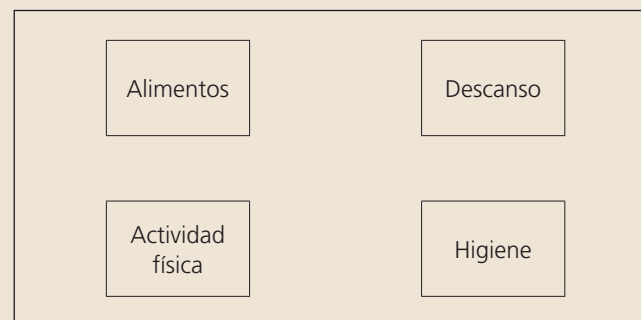 Alimentos
Descanso
Actividad
física
Higiene